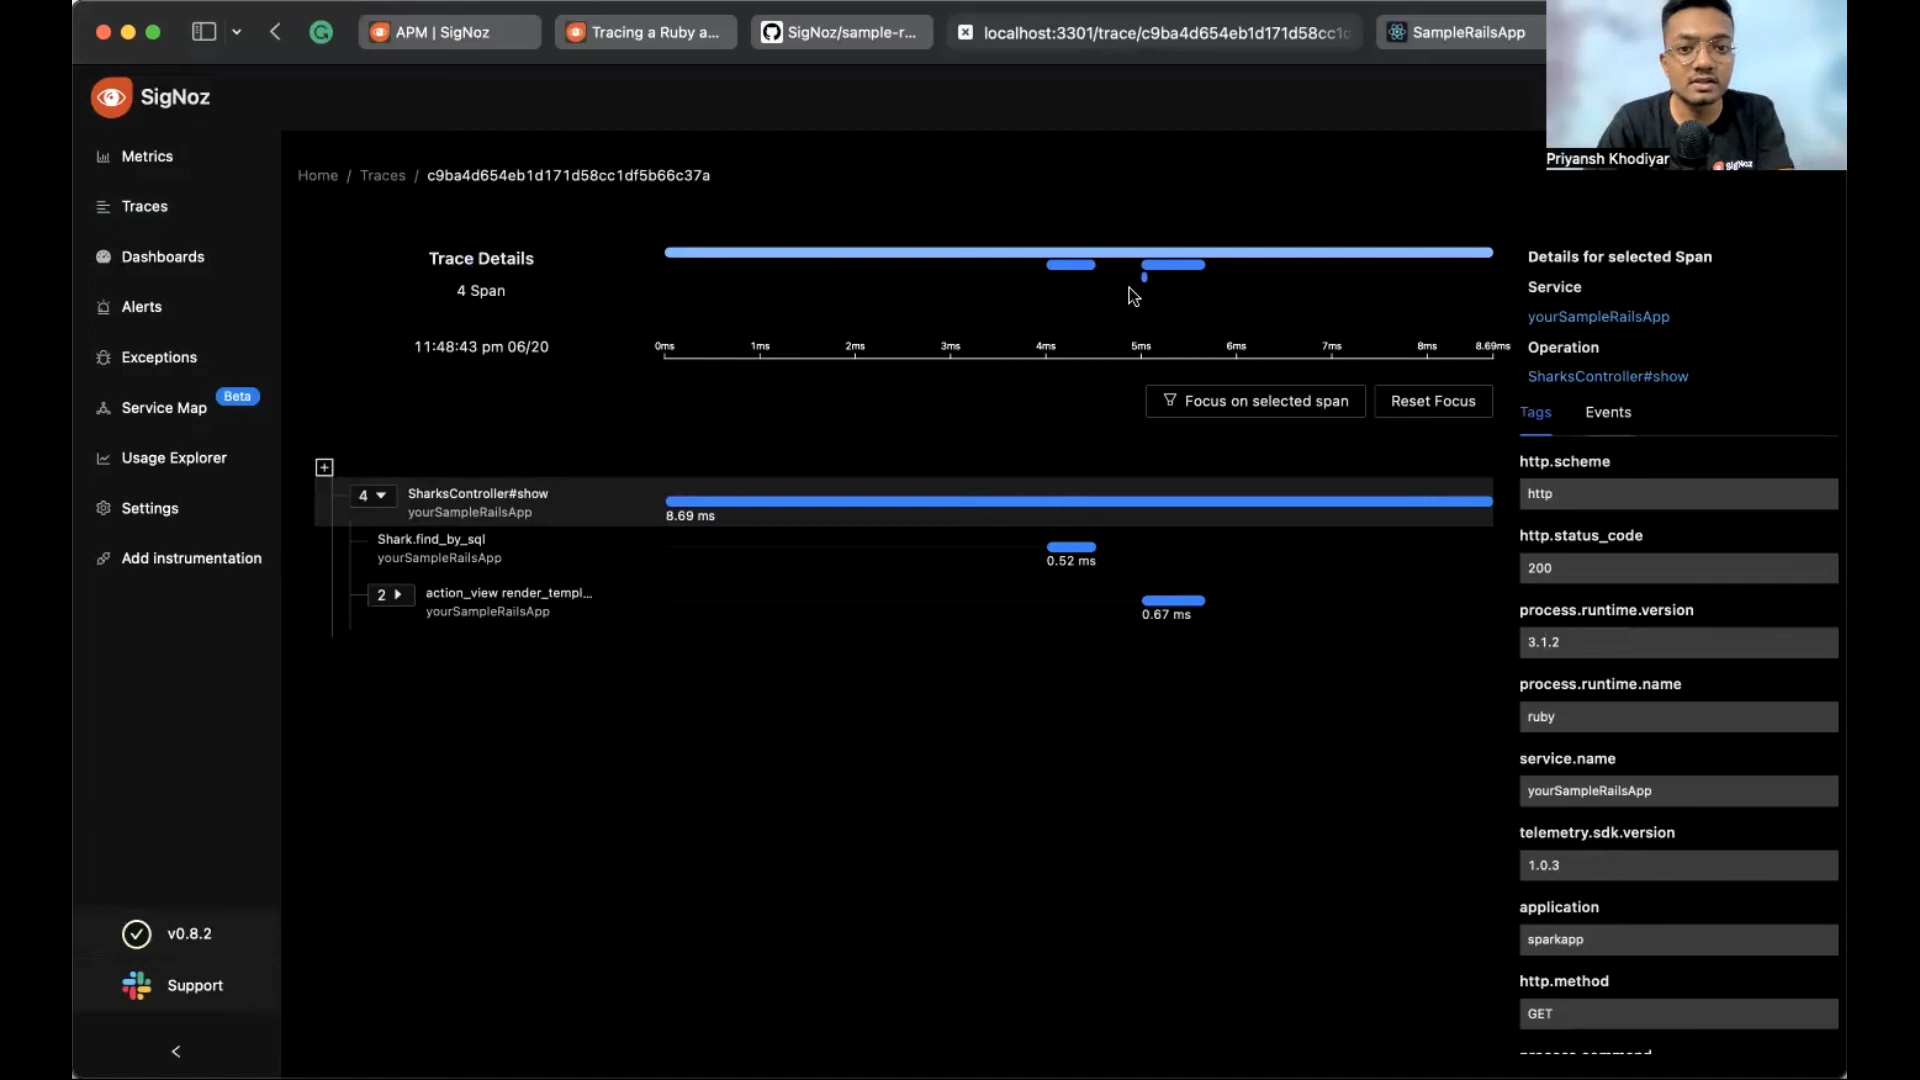 APM | SigNoz
Tracing a Ruby a...
SigNoz/sample-r...
localhost:3301/trace/c9ba4d654eb1d171d58cc1
SampleRailsApp
SigNoz
Priyansh Khodiyar
SigNoz
Metrics
Traces
Dashboards
Alerts
Exceptions
Service Map
Beta
Usage Explorer
Settings
Add instrumentation
v0.8.2
Support
Home / Traces / c9ba4d654eb1d171d58cc1df5b66c37a
Trace Details
4 Span
11:48:43 pm 06/20
0ms 1ms 2ms 3ms 4ms 5ms 6ms 7ms 8ms 8.69ms
Focus on selected span
Reset Focus
4 SharksController#show
yourSampleRailsApp
8.69 ms
Shark.find_by_sql
yourSampleRailsApp
0.52 ms
2 action_view render_templ...
yourSampleRailsApp
0.67 ms
Details for selected Span
Service
yourSampleRailsApp
Operation
SharksController#show
Tags Events
http.scheme
http
http.status_code
200
process.runtime.version
3.1.2
process.runtime.name
ruby
service.name
yourSampleRailsApp
telemetry.sdk.version
1.0.3
application
sparkapp
http.method
GET